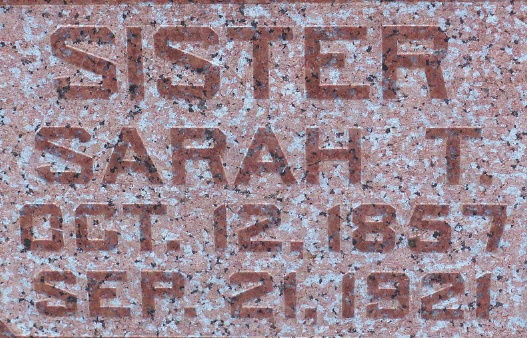 SISTER
SARAH T.
OCT. 12. 1857
SEP. 21. 1921